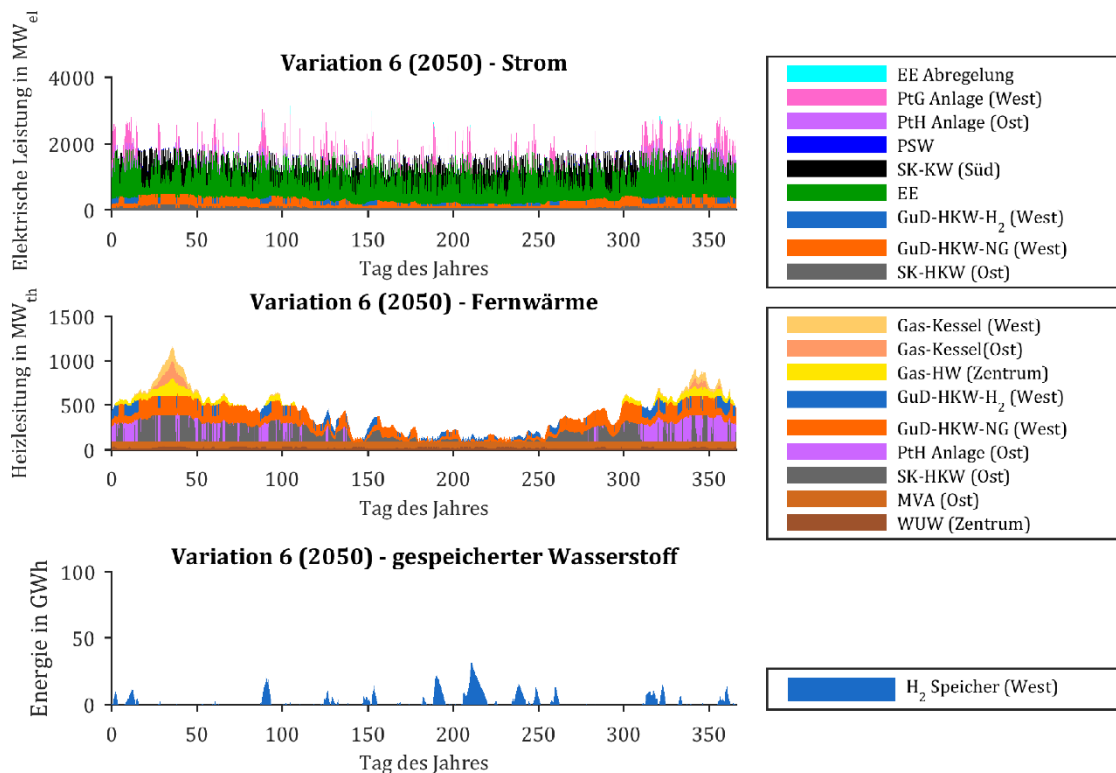 Variation 6 (2050) - Strom
Elektrische Leistung in MW_el
4000
2000
0
0 50 100 150 200 250 300 350
Tag des Jahres
EE Abregelung
PtG Anlage (West)
PtH Anlage (Ost)
PSW
SK-KW (Süd)
EE
GuD-HKW-H₂ (West)
GuD-HKW-NG (West)
SK-HKW (Ost)
Variation 6 (2050) - Fernwärme
Heizlesitung in MW_th
1500
1000
500
0
0 50 100 150 200 250 300 350
Tag des Jahres
Gas-Kessel (West)
Gas-Kessel(Ost)
Gas-HW (Zentrum)
GuD-HKW-H₂ (West)
GuD-HKW-NG (West)
PtH Anlage (Ost)
SK-HKW (Ost)
MVA (Ost)
WUW (Zentrum)
Variation 6 (2050) - gespeicherter Wasserstoff
Energie in GWh
100
50
0
0 50 100 150 200 250 300 350
Tag des Jahres
H₂ Speicher (West)